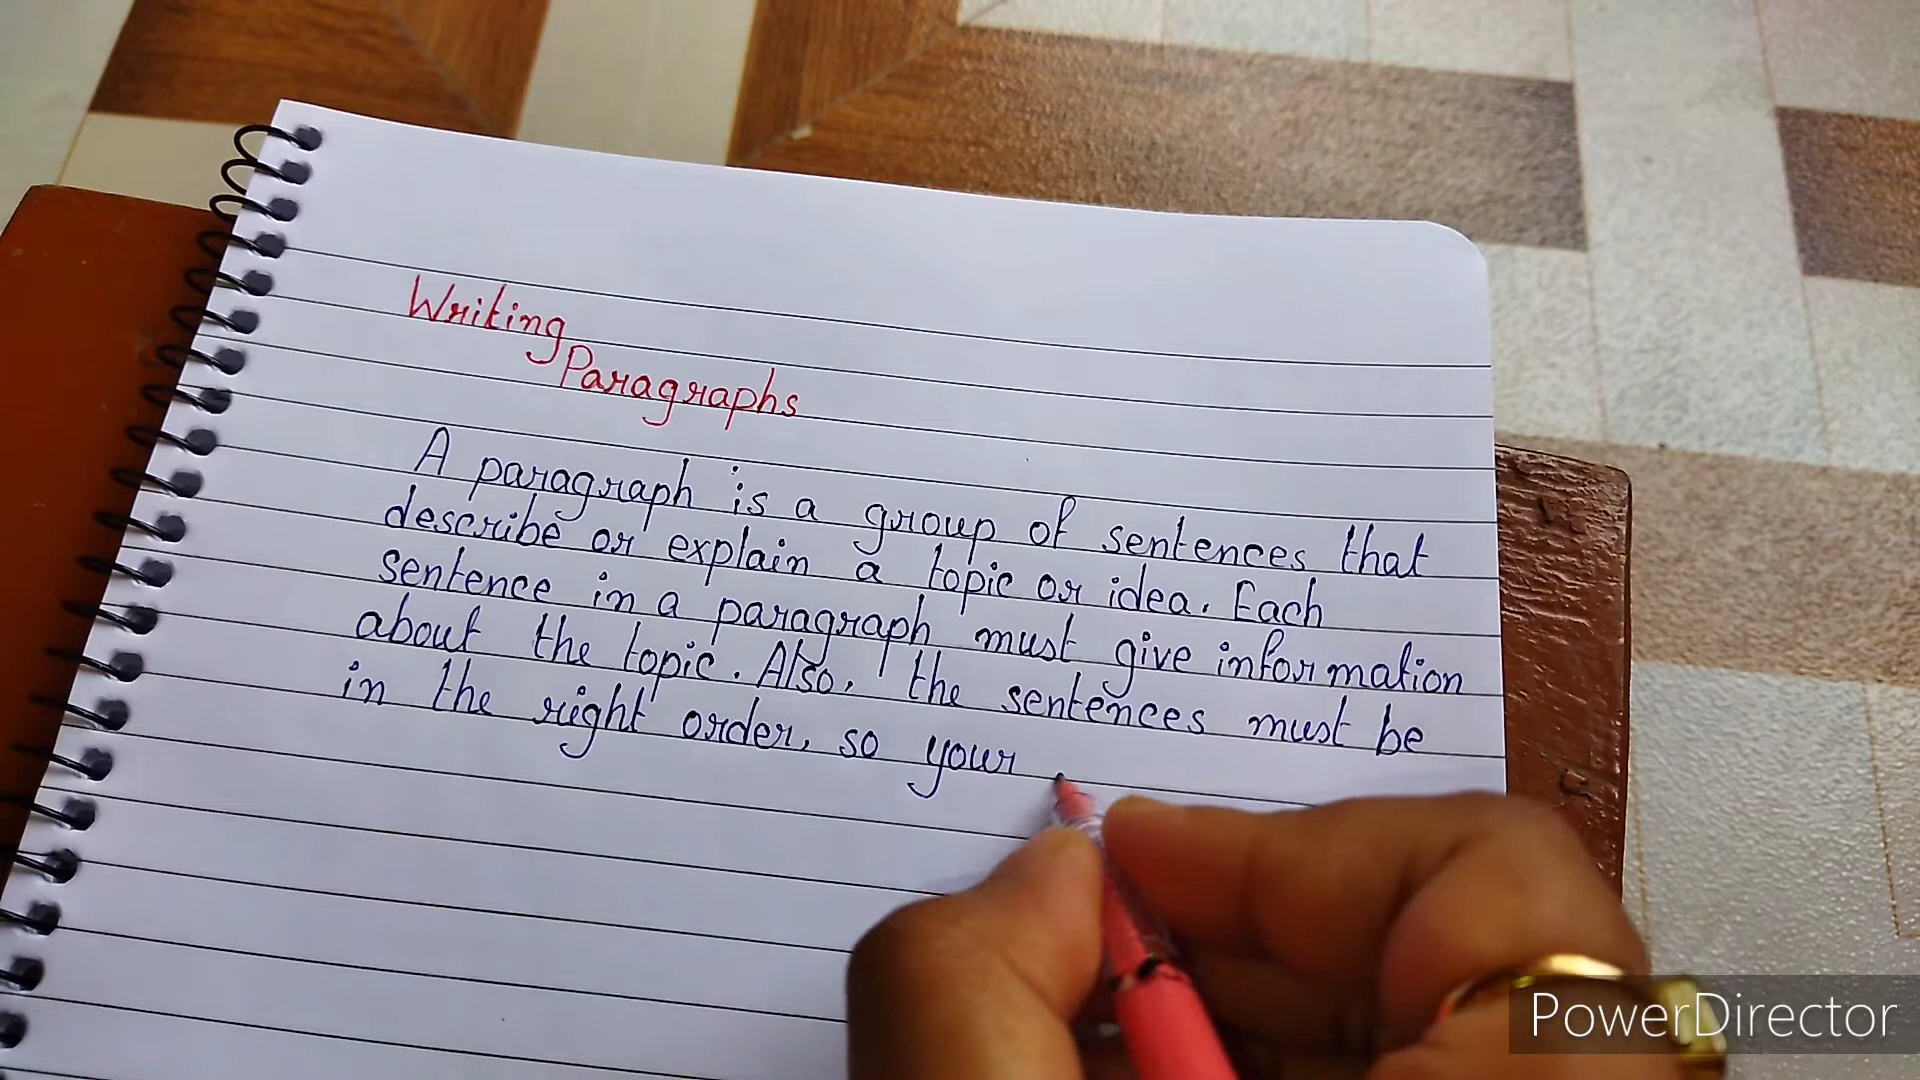 Writing
Paragraphs
A paragraph is a group of sentences that
describe or explain a topic or idea. Each
sentence in a paragraph must give information
about the topic. Also, the sentences must be
in the right order, so your
PowerDirector